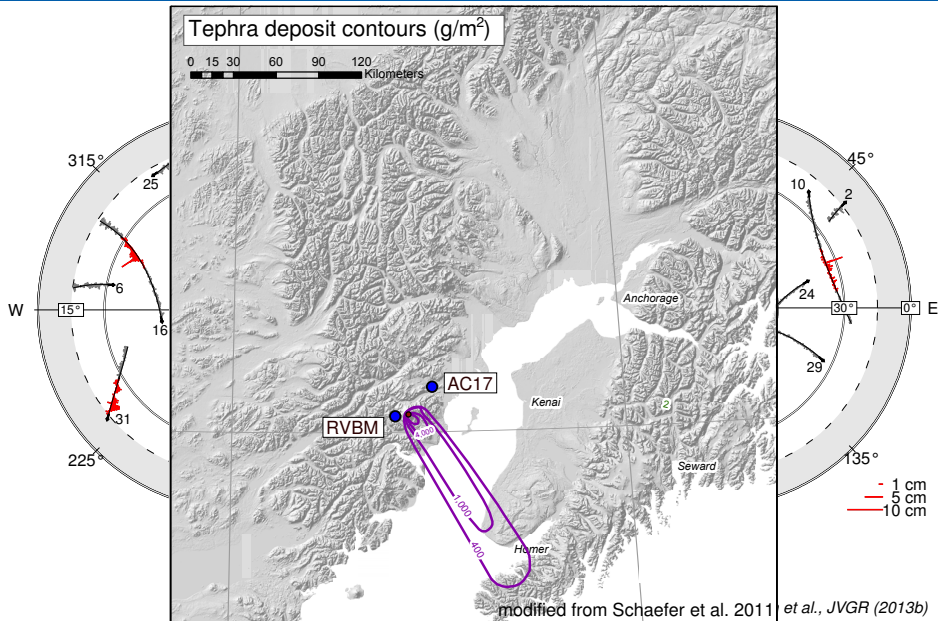 Tephra deposit contours (g/m²)
0 15 30 60 90 120
Kilometers
315°
45°
25
10
2
6
W
15°
16
24
30°
0°
E
29
31
225°
135°
Anchorage
AC17
Kenai
2
RVBM
4,000
Seward
1,000
400
Homer
1 cm
5 cm
10 cm
modified from Schaefer et al. 2011
et al., JVGR (2013b)